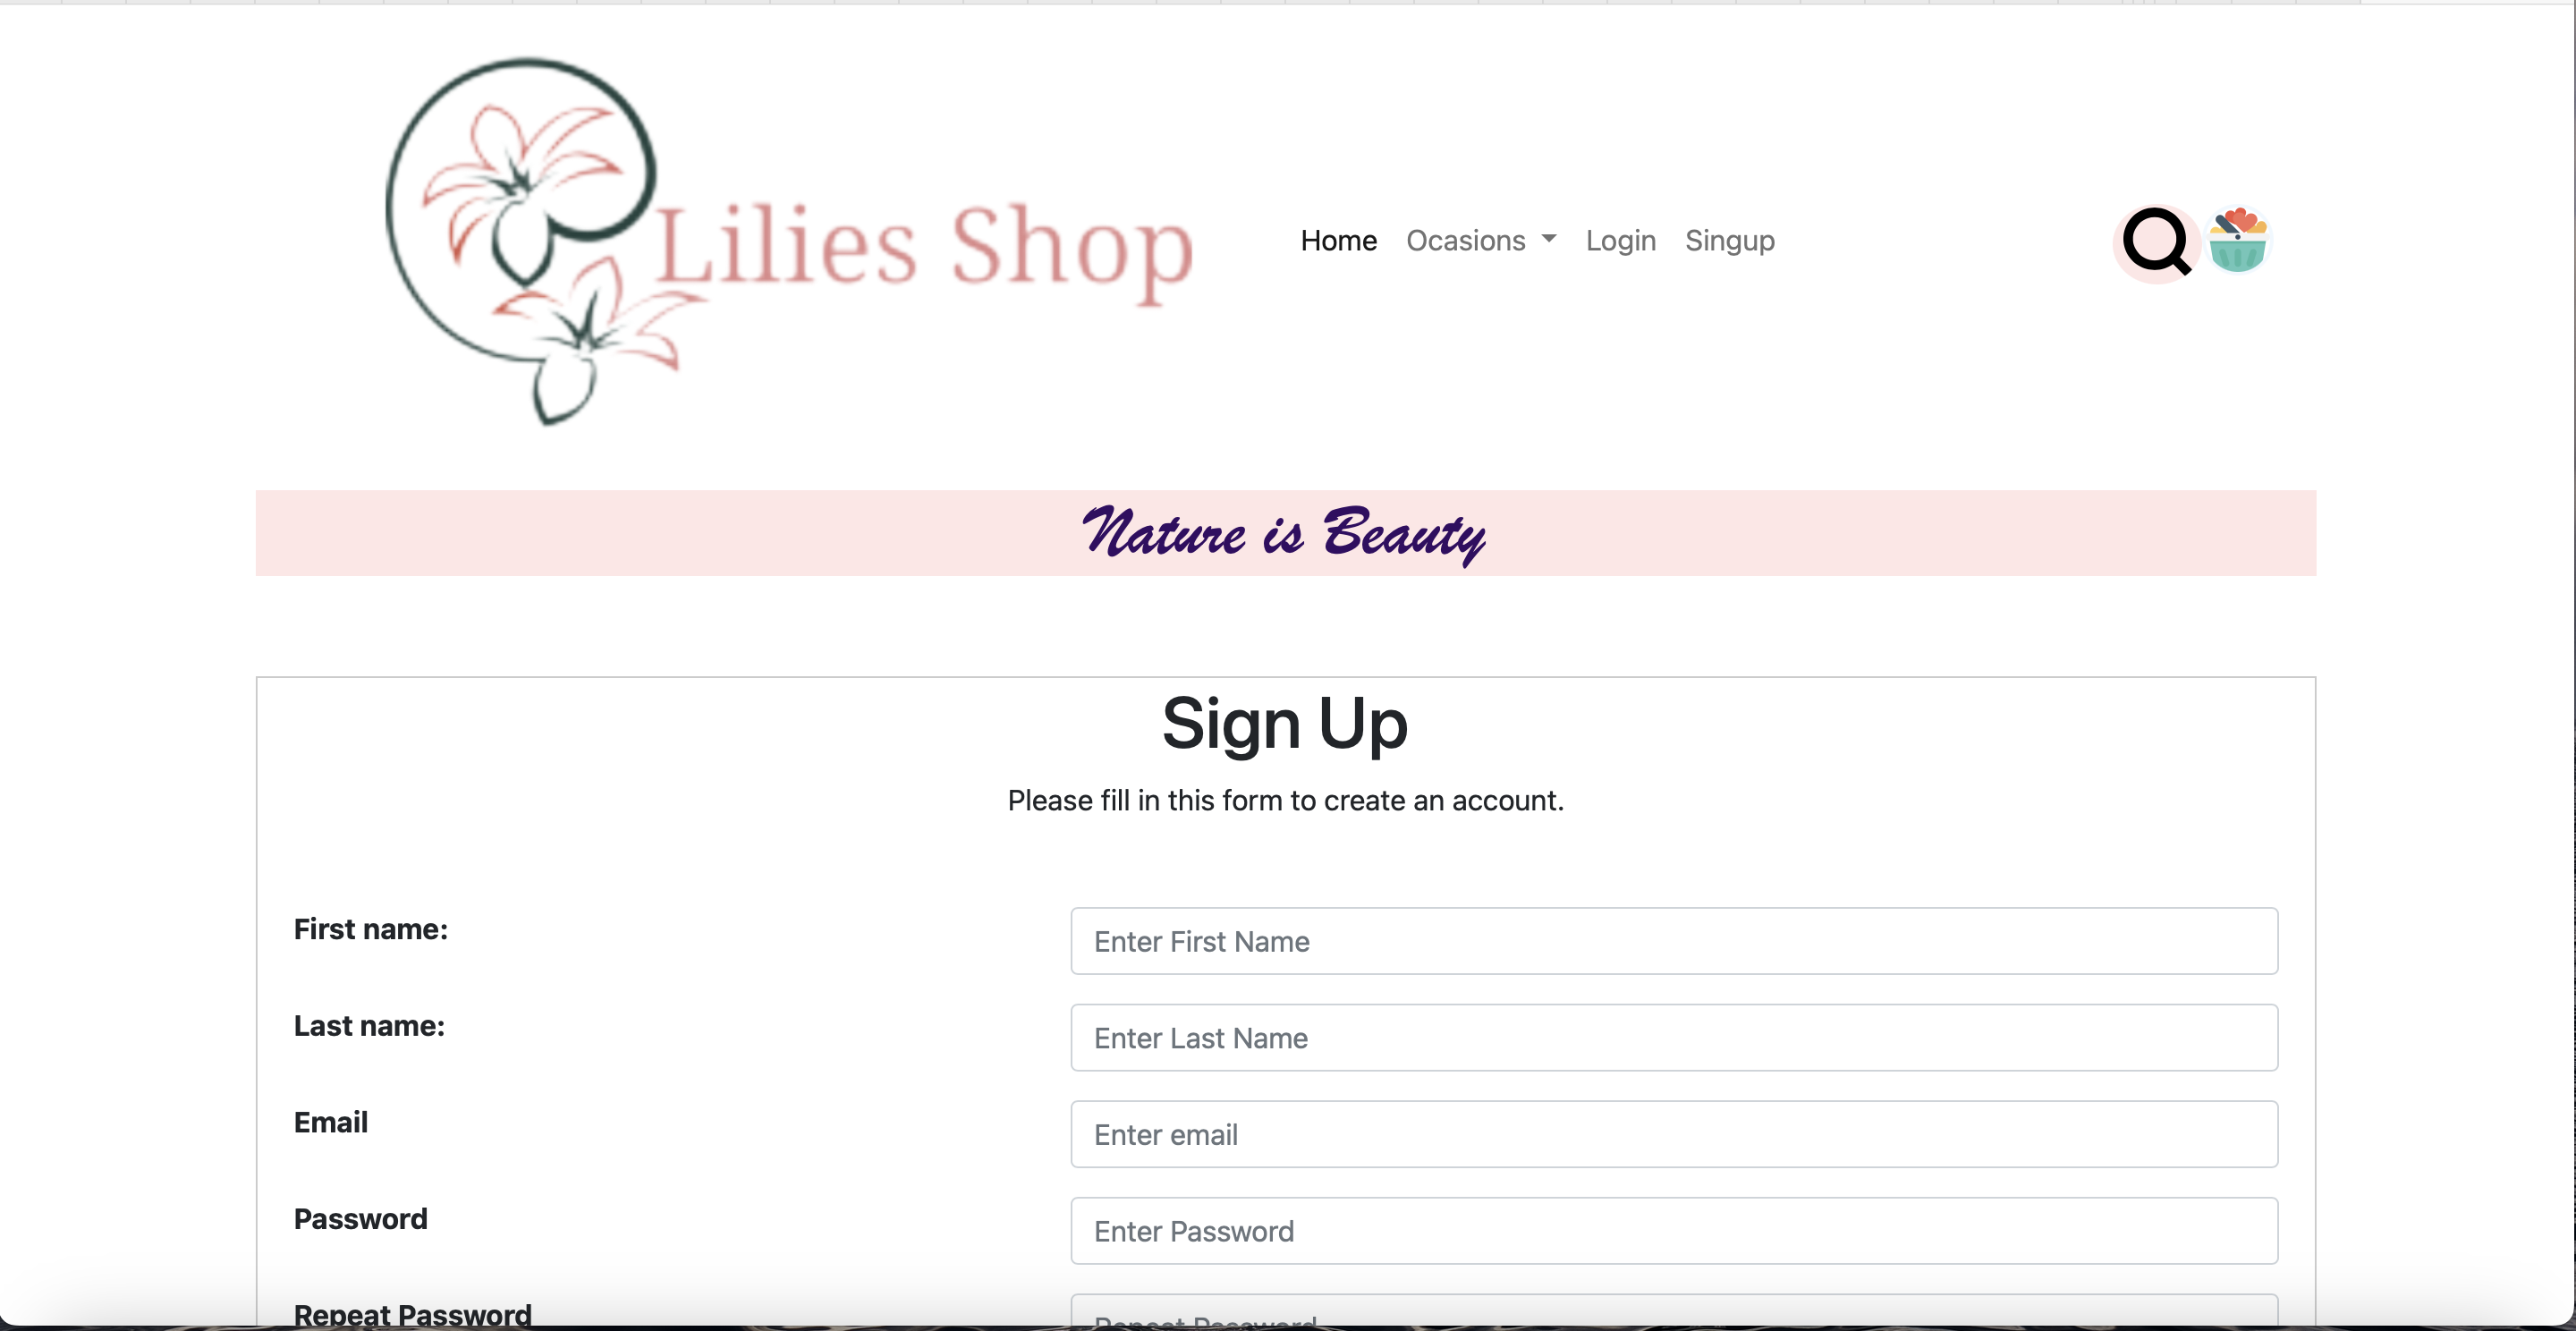 Lilies Shop
Home Ocasions Login Singup
Nature is Beauty
Sign Up
Please fill in this form to create an account.
First name: Enter First Name
Last name: Enter Last Name
Email Enter email
Password Enter Password
Repeat Password Repeat Password